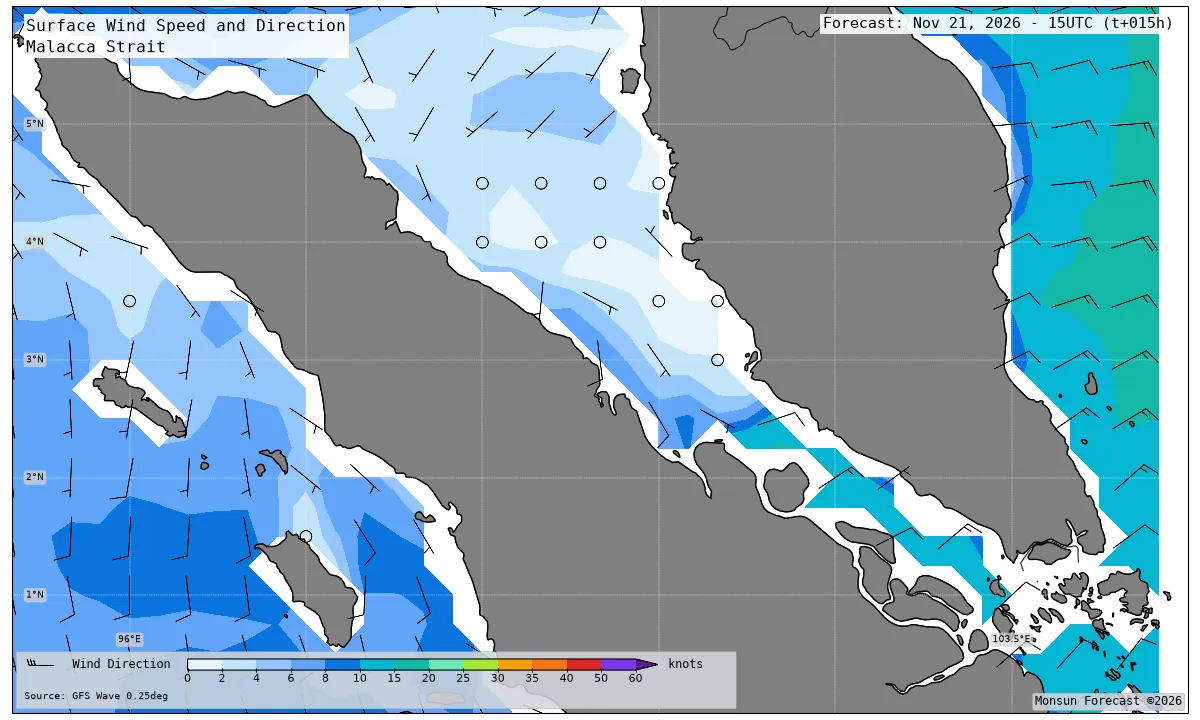 Surface Wind Speed and Direction
Malacca Strait
Forecast: Nov 21, 2026 - 15UTC (t+015h)
5°N
4°N
3°N
2°N
1°N
96°E
103.5°E
Wind Direction
0 2 4 6 8 10 15 20 25 30 35 40 50 60
knots
Source: GFS Wave 0.25deg
Monsun Forecast ©2026